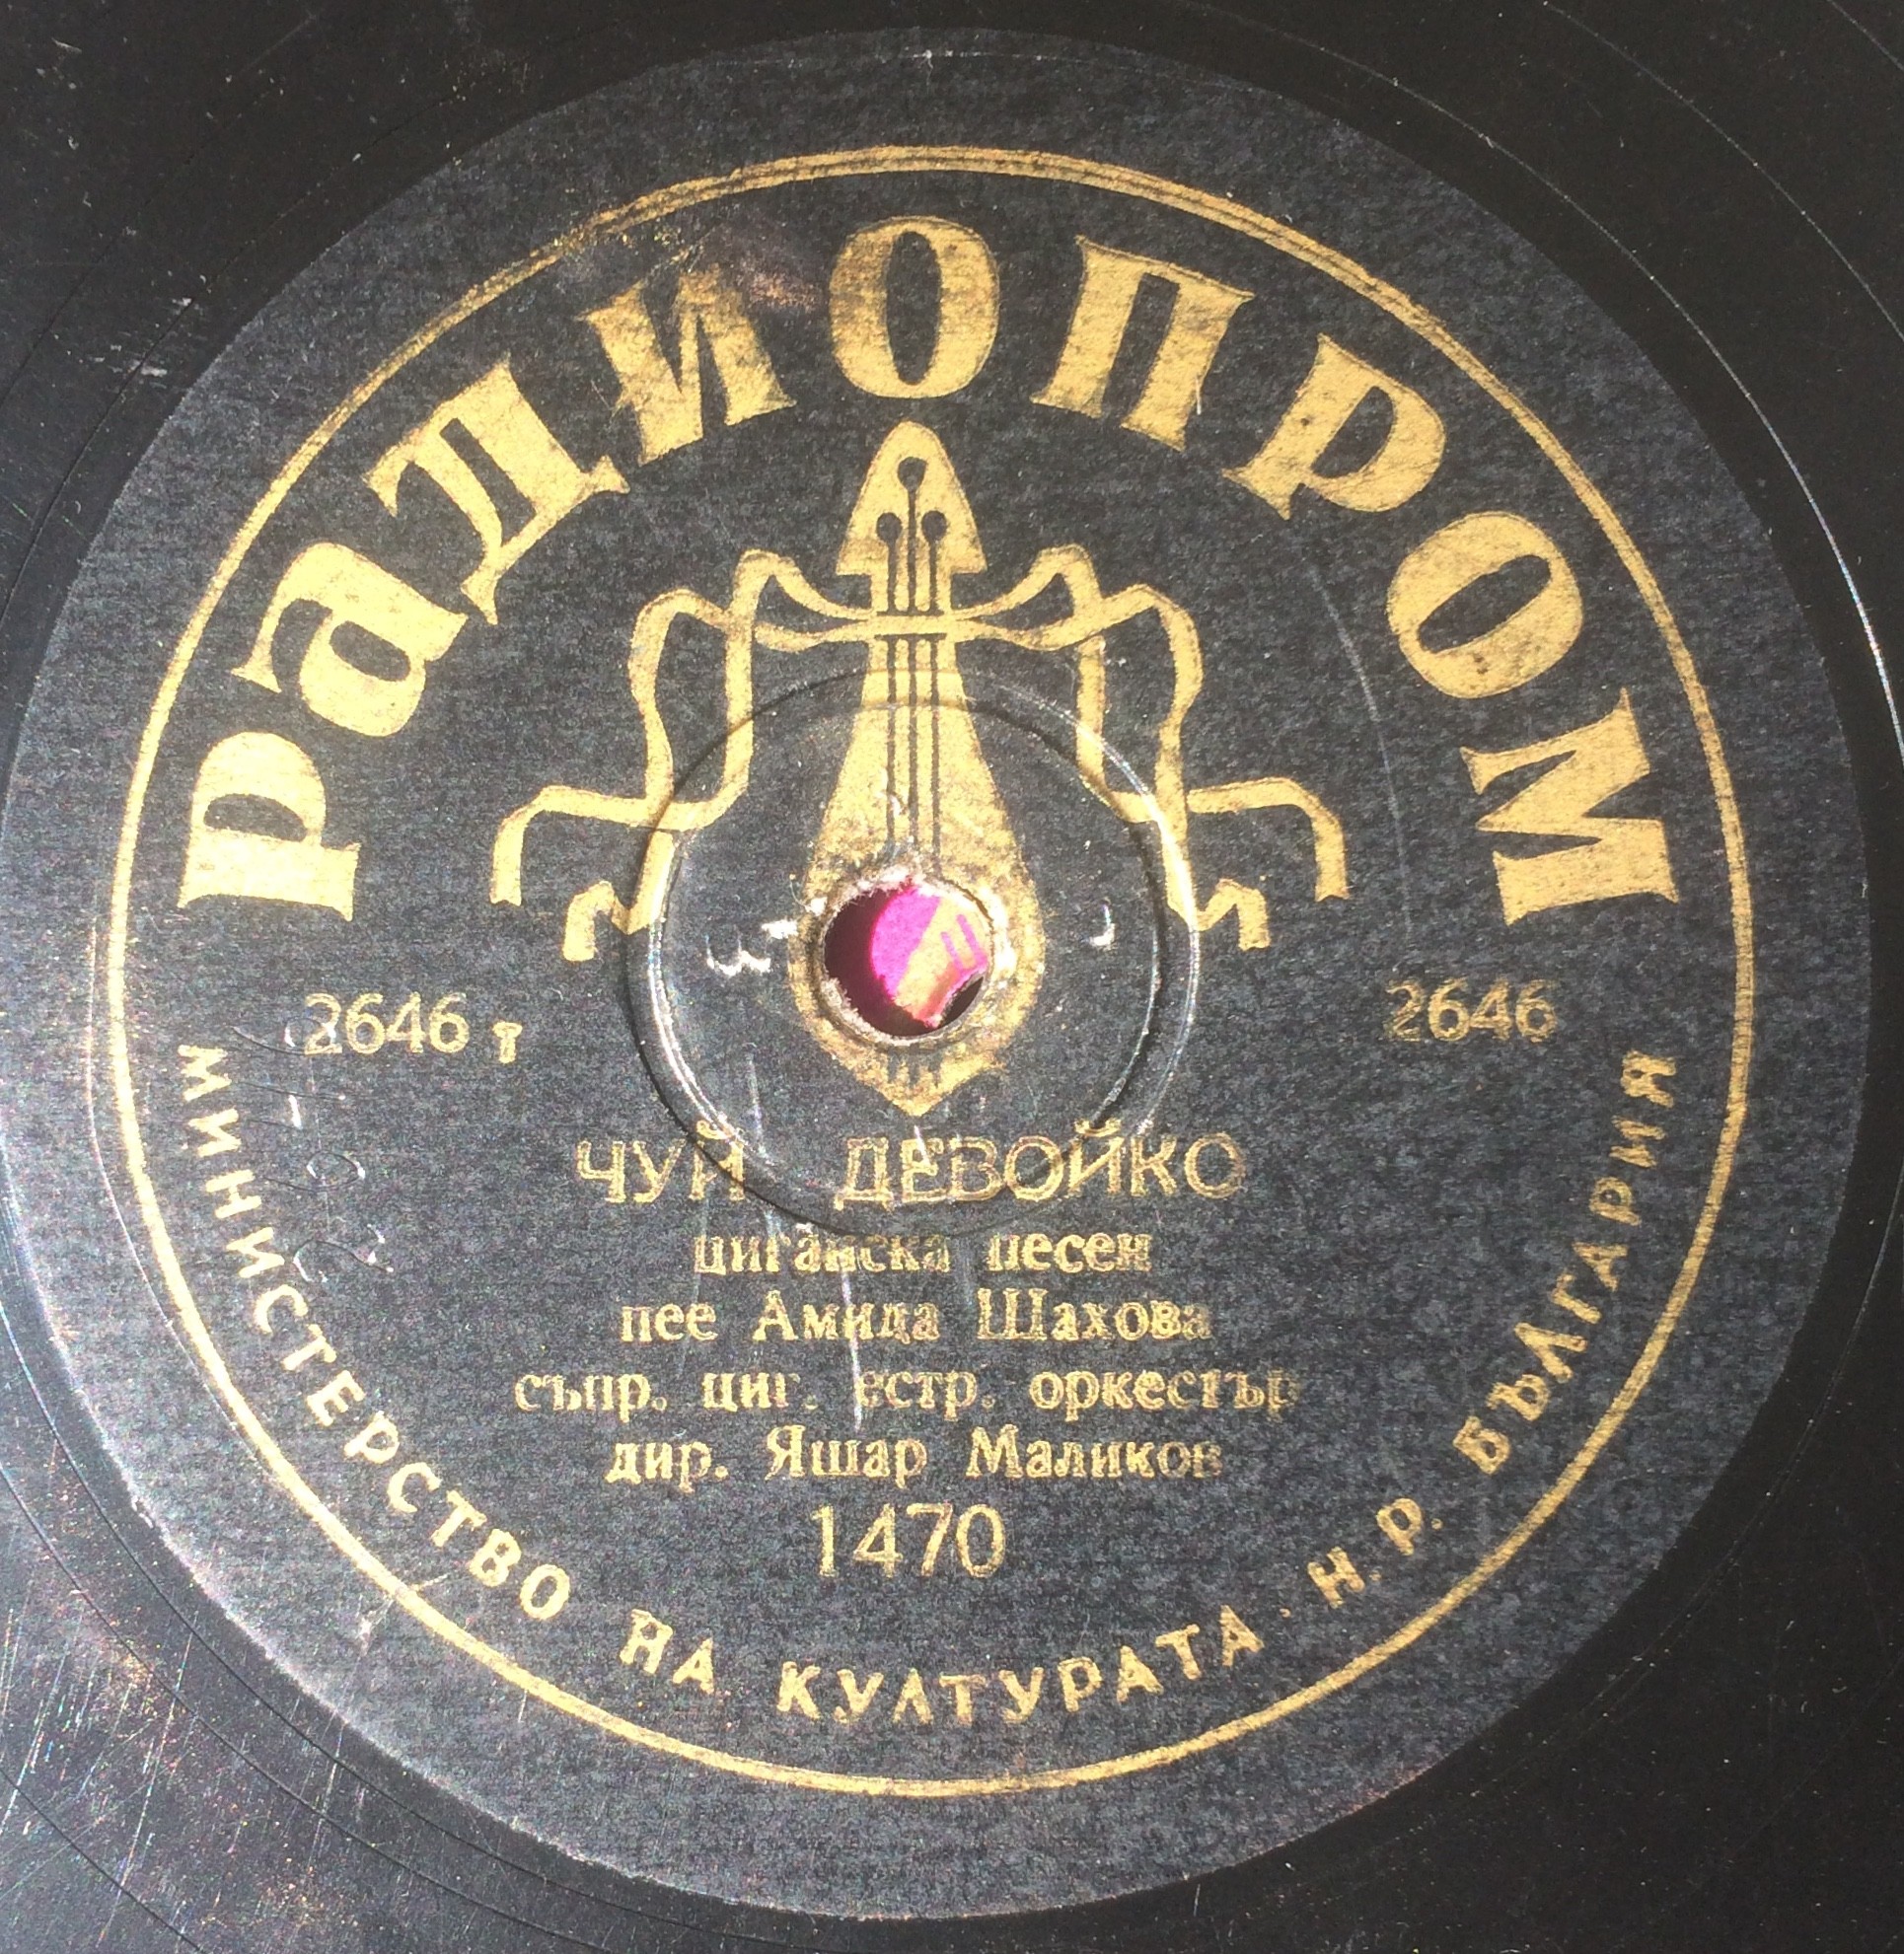 РАДИОПРОМ
2646 т
2646
ЧУЙ ДЕВОЙКО
циганска песен
пее Амида Шахова
съпр. циг. естр. оркестър
дир. Яшар Маликов
1470
МИНИСТЕРСТВО НА КУЛТУРАТА · Н. Р. БЪЛГАРИЯ